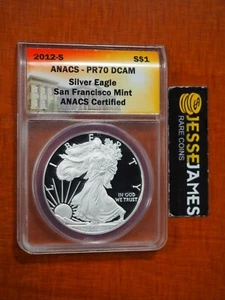 2012-S S$1
ANACS - PR70 DCAM
Silver Eagle
San Francisco Mint
ANACS Certified
LIBERTY
IN GOD
WE TRUST
JESSE JAMES
RARE COINS